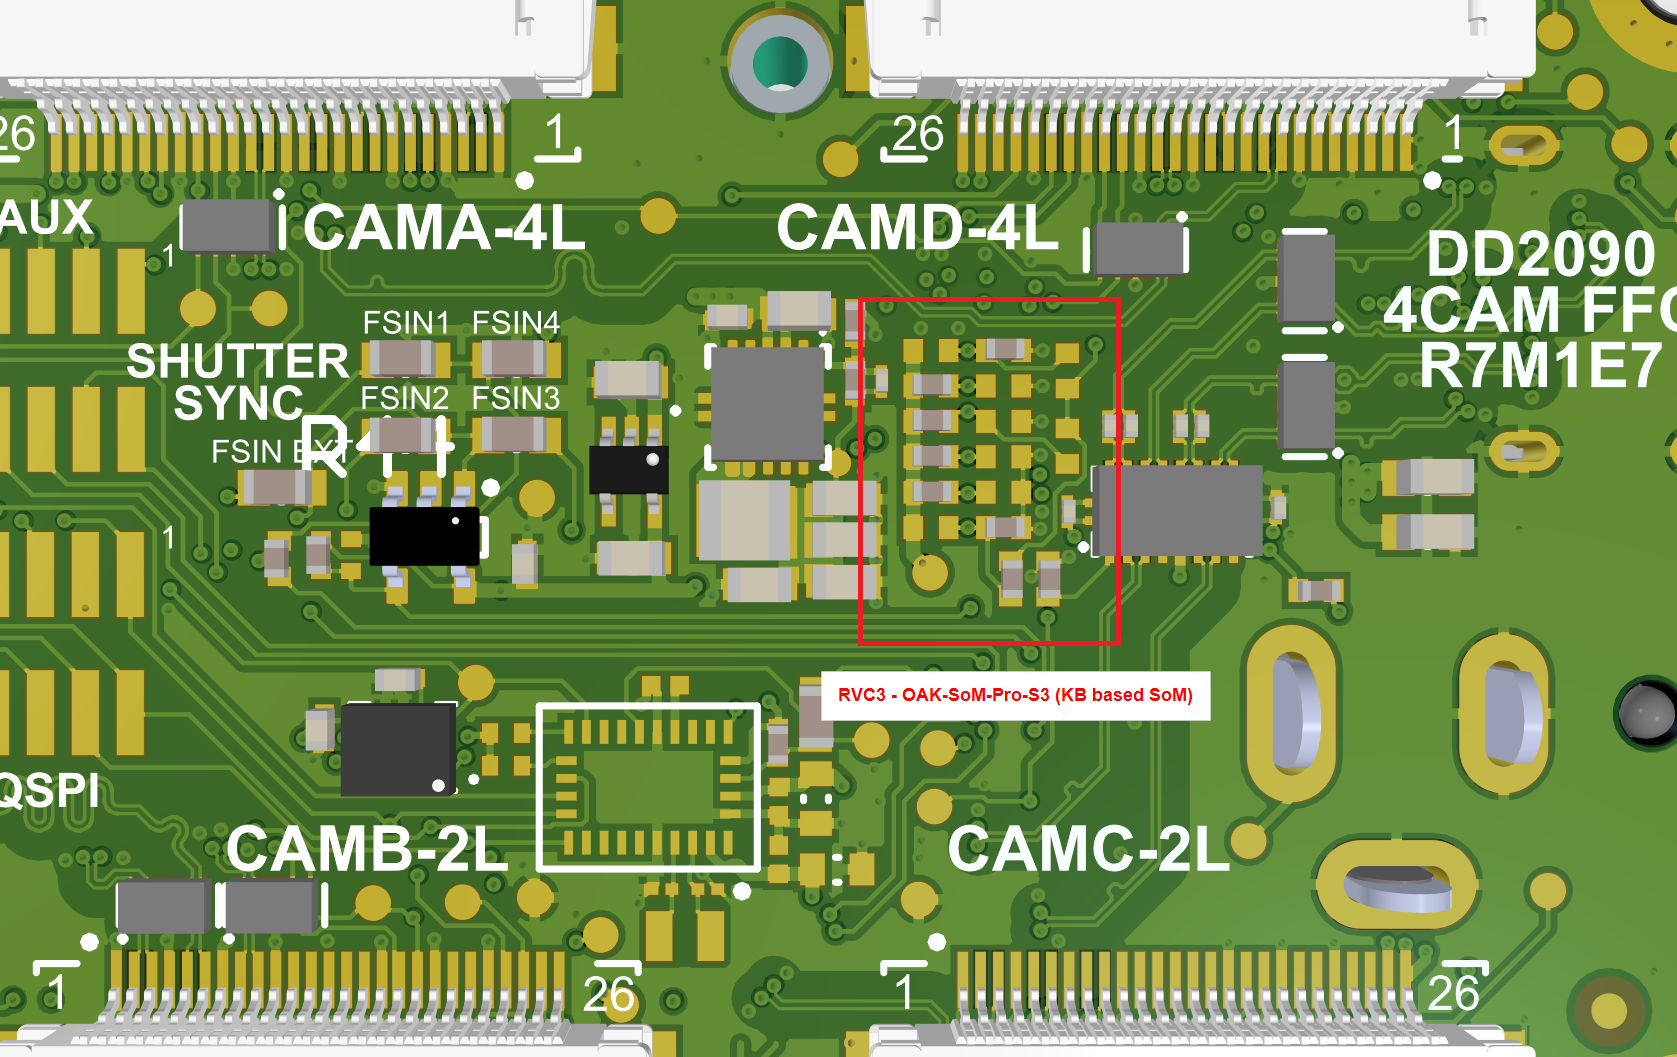 26
1
26
1
AUX
CAMA-4L
CAMD-4L
1
DD2090
4CAM FFC
R7M1E7
FSIN1
FSIN4
SHUTTER
SYNC
FSIN2
FSIN3
FSIN EXT
1
RVC3 - OAK-SoM-Pro-S3 (KB based SoM)
QSPI
CAMB-2L
CAMC-2L
1
26
1
26